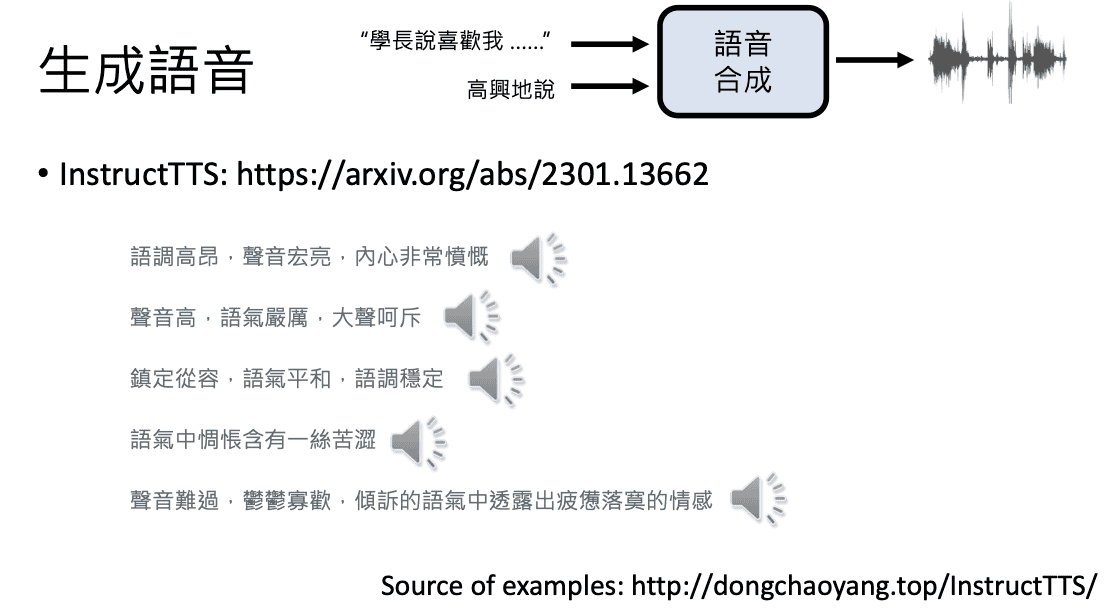 生成語音
“學長說喜歡我 ……”
高興地說
語音
合成
• InstructTTS: https://arxiv.org/abs/2301.13662
語調高昂，聲音宏亮，內心非常憤慨
聲音高，語氣嚴厲，大聲呵斥
鎮定從容，語氣平和，語調穩定
語氣中惆悵含有一絲苦澀
聲音難過，鬱鬱寡歡，傾訴的語氣中透露出疲憊落寞的情感
Source of examples: http://dongchaoyang.top/InstructTTS/